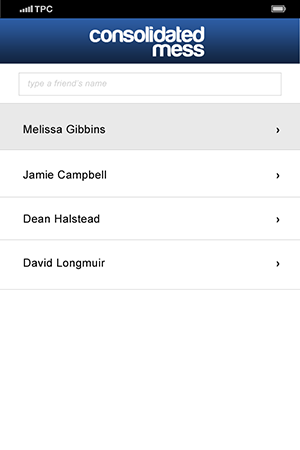 TPC
consolidated
mess
type a friend's name
Melissa Gibbins
Jamie Campbell
Dean Halstead
David Longmuir